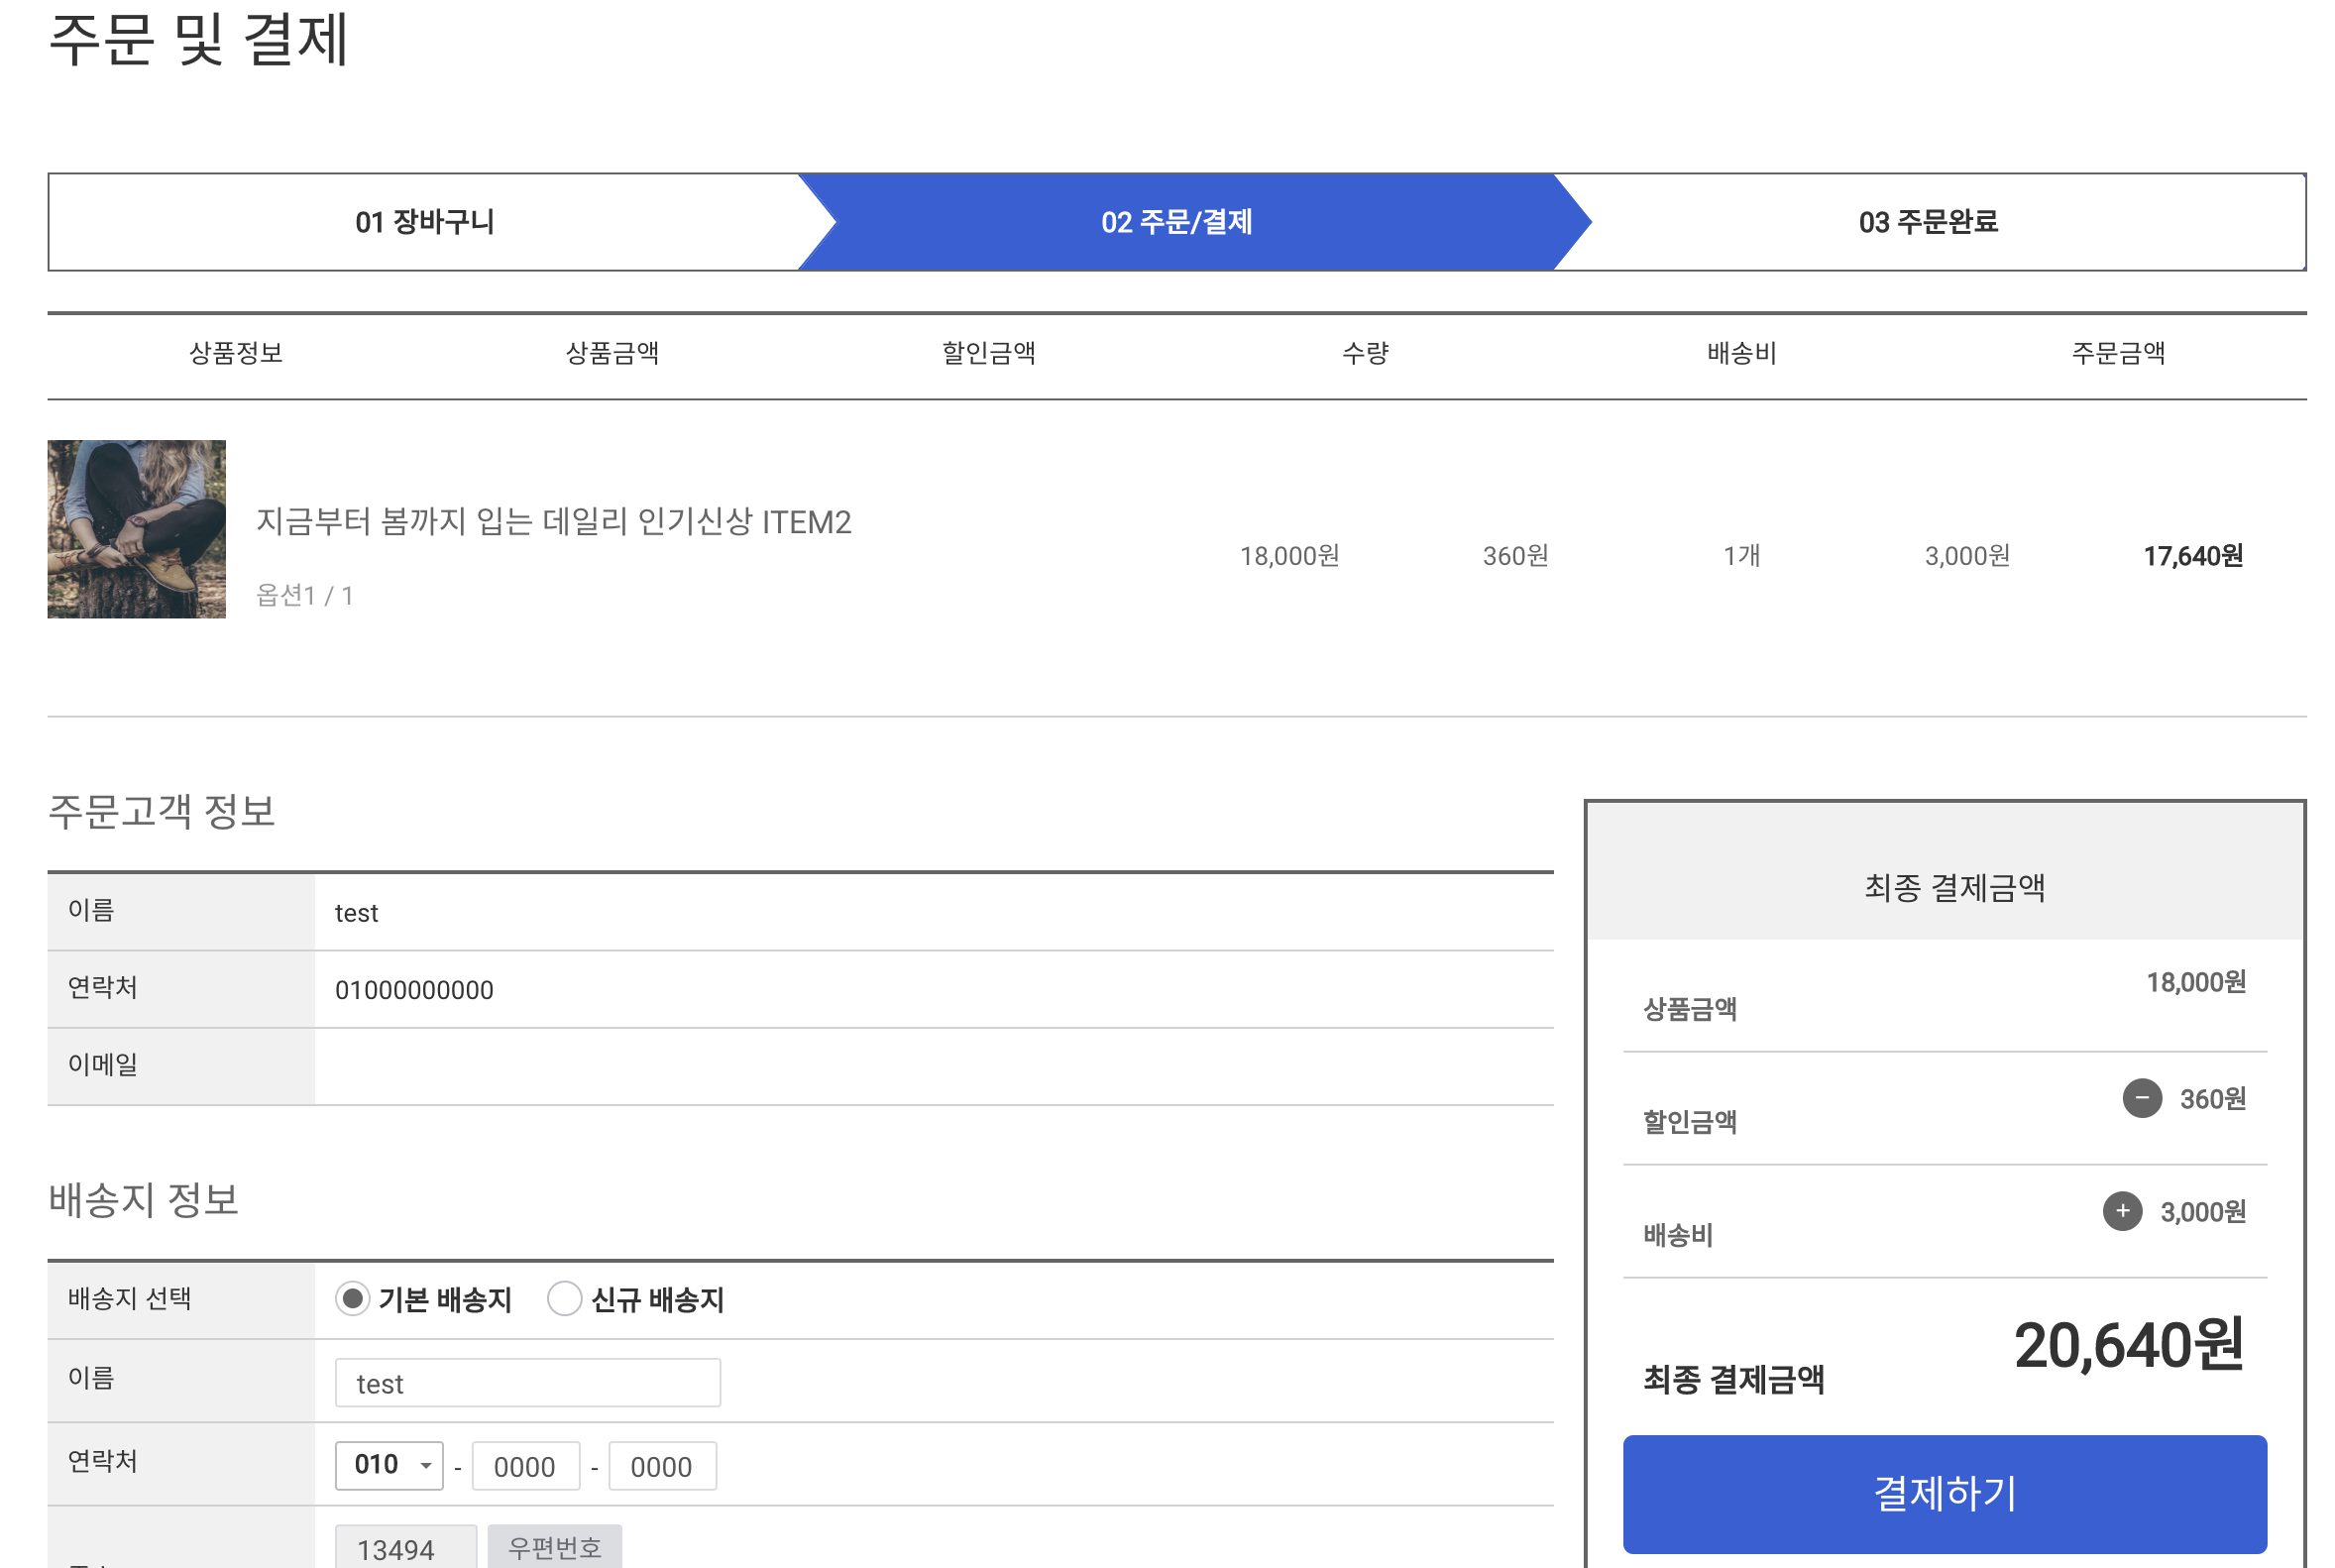 주문 및 결제
01 장바구니
02 주문/결제
03 주문완료
상품정보 상품금액 할인금액 수량 배송비 주문금액
지금부터 봄까지 입는 데일리 인기신상 ITEM2
옵션1 / 1
18,000원 360원 1개 3,000원 17,640원
주문고객 정보
이름 test
연락처 01000000000
이메일
배송지 정보
배송지 선택 기본 배송지 신규 배송지
이름 test
연락처 010 - 0000 - 0000
13494 우편번호
최종 결제금액
상품금액 18,000원
할인금액 − 360원
배송비 + 3,000원
최종 결제금액 20,640원
결제하기